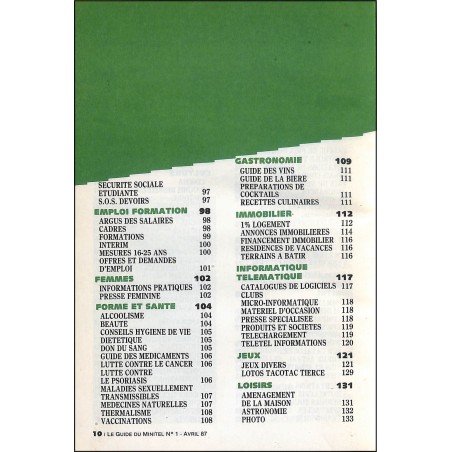 SECURITE SOCIALE
ETUDIANTE 97
S.O.S. DEVOIRS 97
EMPLOI FORMATION 98
ARGUS DES SALAIRES 98
CADRES 98
FORMATIONS 99
INTERIM 100
MESURES 16-25 ANS 100
OFFRES ET DEMANDES
D'EMPLOI 101
FEMMES 102
INFORMATIONS PRATIQUES 102
PRESSE FEMININE 102
FORME ET SANTE 104
ALCOOLISME 104
BEAUTE 104
CONSEILS HYGIENE DE VIE 105
DIETETIQUE 105
DON DU SANG 105
GUIDE DES MEDICAMENTS 106
LUTTE CONTRE LE CANCER 106
LUTTE CONTRE
LE PSORIASIS 106
MALADIES SEXUELLEMENT
TRANSMISSIBLES 107
MEDECINES NATURELLES 107
THERMALISME 108
VACCINATIONS 108
GASTRONOMIE 109
GUIDE DES VINS 111
GUIDE DE LA BIERE 111
PREPARATIONS DE
COCKTAILS 111
RECETTES CULINAIRES 111
IMMOBILIER 112
1% LOGEMENT 112
ANNONCES IMMOBILIERES 114
FINANCEMENT IMMOBILIER 116
RESIDENCES DE VACANCES 116
TERRAINS A BATIR 116
INFORMATIQUE
TELEMATIQUE 117
CATALOGUES DE LOGICIELS 117
CLUBS
MICRO-INFORMATIQUE 118
MATERIEL D'OCCASION 118
PRESSE SPECIALISEE 118
PRODUITS ET SOCIETES 119
TELECHARGEMENT 119
TELETEL INFORMATIONS 120
JEUX 121
JEUX DIVERS 121
LOTOS TACOTAC TIERCE 129
LOISIRS 131
AMENAGEMENT
DE LA MAISON 131
ASTRONOMIE 132
PHOTO 133
10 / LE GUIDE DU MINITEL N° 1 - AVRIL 87